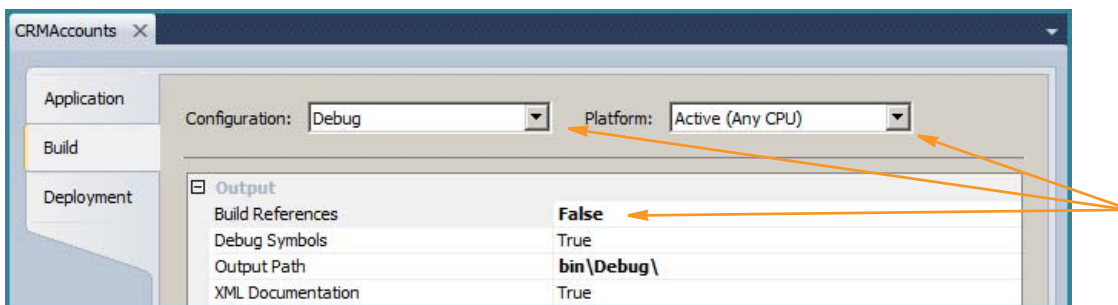 CRMAccounts
Application
Configuration: Debug Platform: Active (Any CPU)
Build
Deployment
Output
Build References False
Debug Symbols True
Output Path bin\Debug\
XML Documentation True